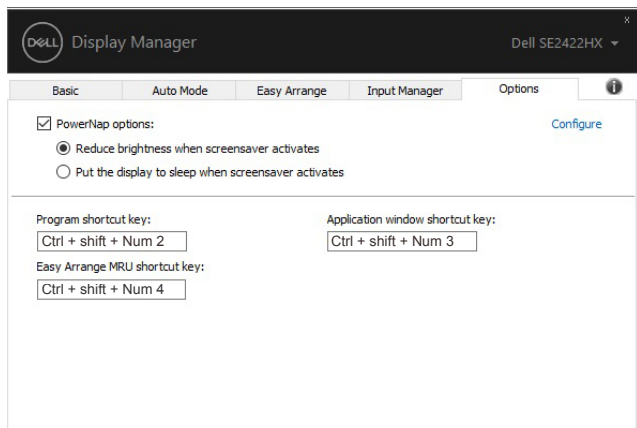 x
DELL Display Manager Dell SE2422HX
Basic Auto Mode Easy Arrange Input Manager Options i
PowerNap options: Configure
Reduce brightness when screensaver activates
Put the display to sleep when screensaver activates
Program shortcut key: Application window shortcut key:
Ctrl + shift + Num 2 Ctrl + shift + Num 3
Easy Arrange MRU shortcut key:
Ctrl + shift + Num 4